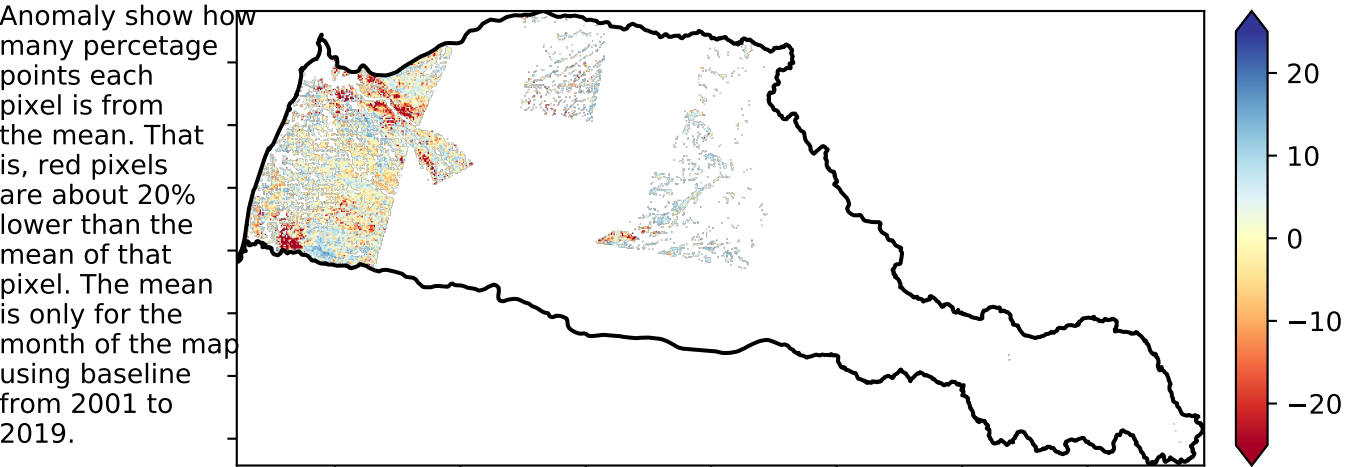 Anomaly show how
many percetage
points each
pixel is from
the mean. That
is, red pixels
are about 20%
lower than the
mean of that
pixel. The mean
is only for the
month of the map
using baseline
from 2001 to
2019.
20
10
0
−10
−20